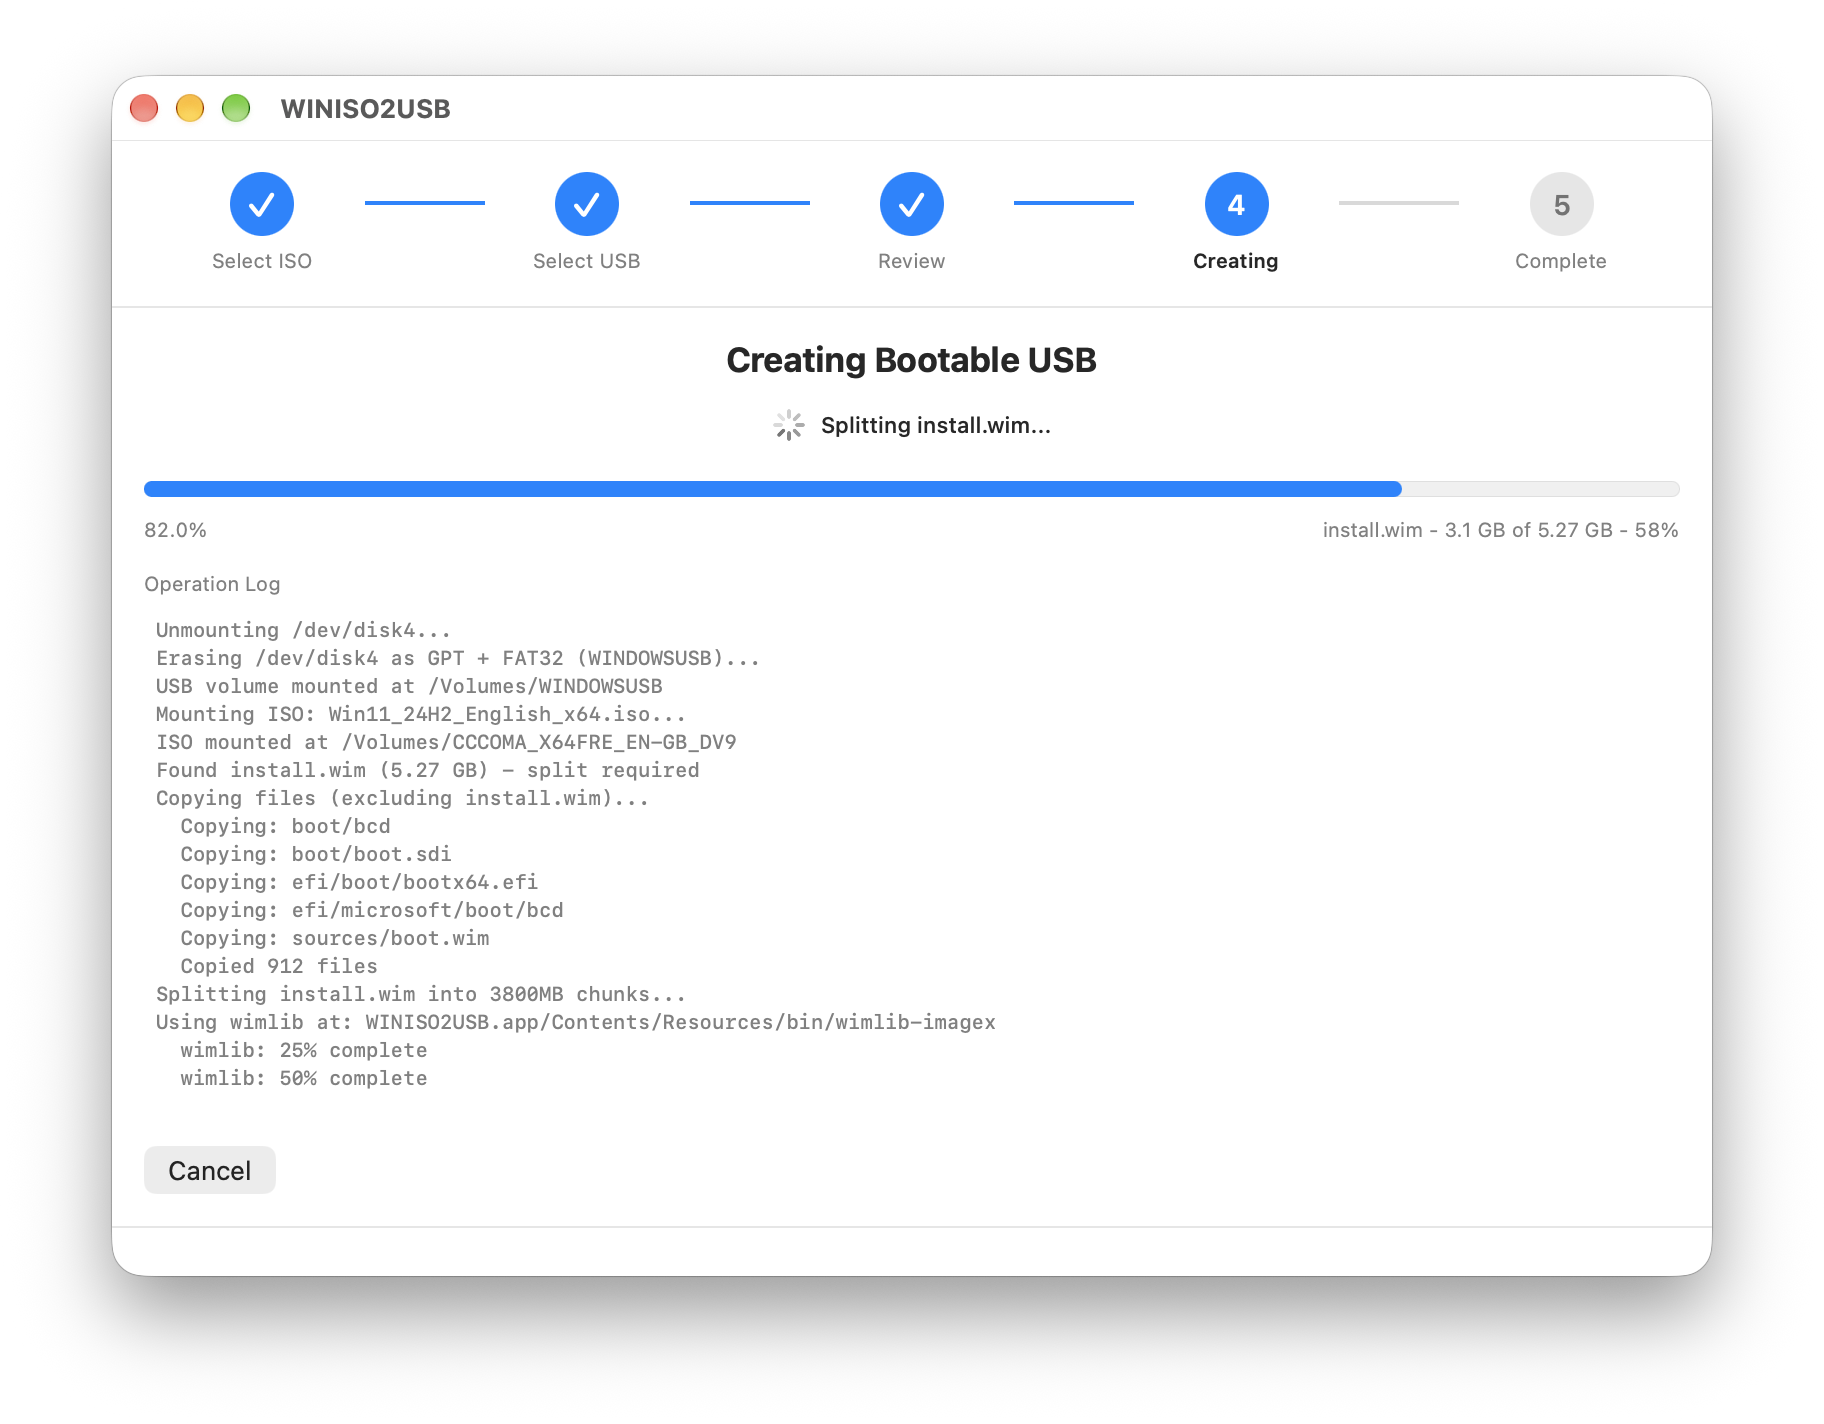 WINISO2USB
4
5
Select ISO
Select USB
Review
Creating
Complete
Creating Bootable USB
Splitting install.wim...
82.0%
install.wim - 3.1 GB of 5.27 GB - 58%
Operation Log
Unmounting /dev/disk4...
Erasing /dev/disk4 as GPT + FAT32 (WINDOWSUSB)...
USB volume mounted at /Volumes/WINDOWSUSB
Mounting ISO: Win11_24H2_English_x64.iso...
ISO mounted at /Volumes/CCCOMA_X64FRE_EN-GB_DV9
Found install.wim (5.27 GB) – split required
Copying files (excluding install.wim)...
Copying: boot/bcd
Copying: boot/boot.sdi
Copying: efi/boot/bootx64.efi
Copying: efi/microsoft/boot/bcd
Copying: sources/boot.wim
Copied 912 files
Splitting install.wim into 3800MB chunks...
Using wimlib at: WINISO2USB.app/Contents/Resources/bin/wimlib-imagex
wimlib: 25% complete
wimlib: 50% complete
Cancel